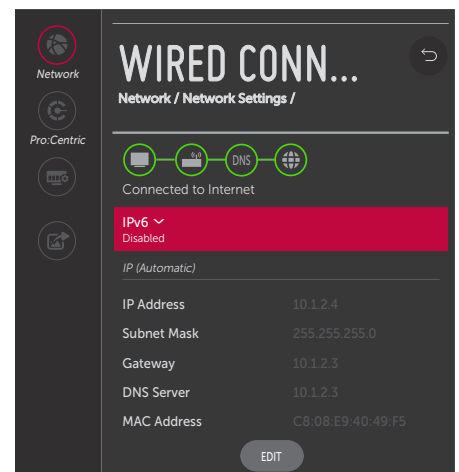 Network
Pro:Centric
WIRED CONN...
Network / Network Settings /
DNS
Connected to Internet
IPv6
Disabled
IP (Automatic)
IP Address 10.1.2.4
Subnet Mask 255.255.255.0
Gateway 10.1.2.3
DNS Server 10.1.2.3
MAC Address C8:08:E9:40:49:F5
EDIT